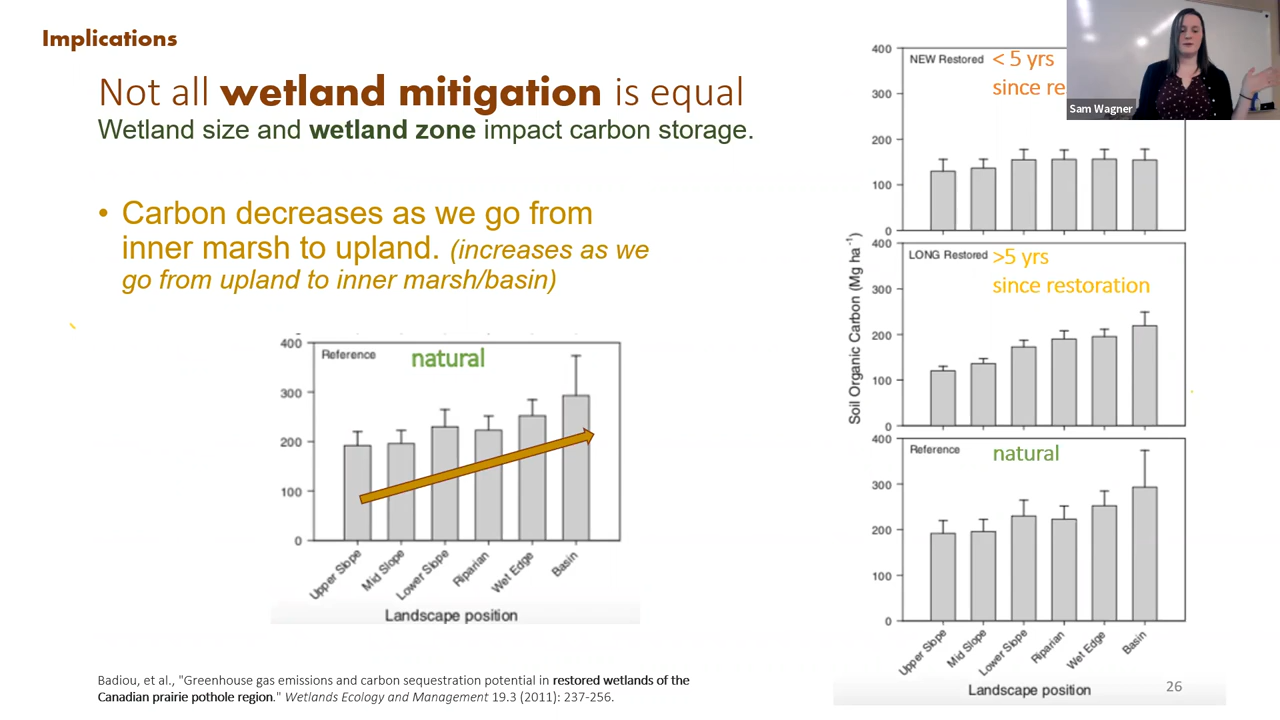 Implications
Not all wetland mitigation is equal
Wetland size and wetland zone impact carbon storage.
• Carbon decreases as we go from
inner marsh to upland. (increases as we
go from upland to inner marsh/basin)
400
300
200
100
0
Reference
natural
Upper Slope
Mid Slope
Lower Slope
Riparian
Wet Edge
Basin
Landscape position
Badiou, et al., "Greenhouse gas emissions and carbon sequestration potential in restored wetlands of the
Canadian prairie pothole region." Wetlands Ecology and Management 19.3 (2011): 237-256.
Soil Organic Carbon (Mg ha⁻¹)
400
300
200
100
0
NEW Restored
< 5 yrs
since re
Sam Wagner
400
300
200
100
0
LONG Restored
>5 yrs
since restoration
400
300
200
100
0
Reference
natural
Upper Slope
Mid Slope
Lower Slope
Riparian
Wet Edge
Basin
Landscape position
26